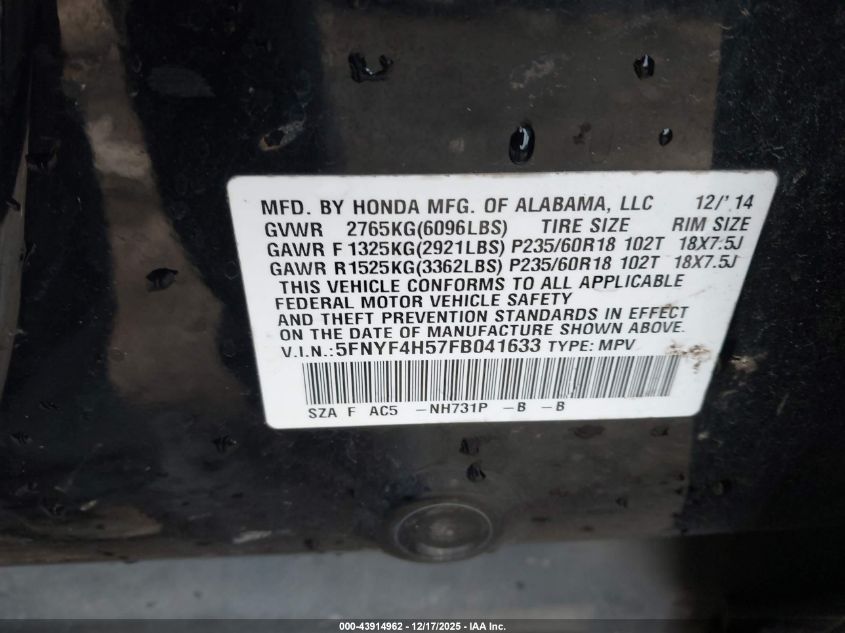 MFD. BY HONDA MFG. OF ALABAMA, LLC 12/'14
GVWR 2765KG(6096LBS) TIRE SIZE RIM SIZE
GAWR F 1325KG(2921LBS) P235/60R18 102T 18X7.5J
GAWR R 1525KG(3362LBS) P235/60R18 102T 18X7.5J
THIS VEHICLE CONFORMS TO ALL APPLICABLE
FEDERAL MOTOR VEHICLE SAFETY
AND THEFT PREVENTION STANDARDS IN EFFECT
ON THE DATE OF MANUFACTURE SHOWN ABOVE.
V.I.N.:5FNYF4H57FB041633 TYPE: MPV
SZA F AC5 -NH731P -B -B
000-43914962 - 12/17/2025 - IAA Inc.